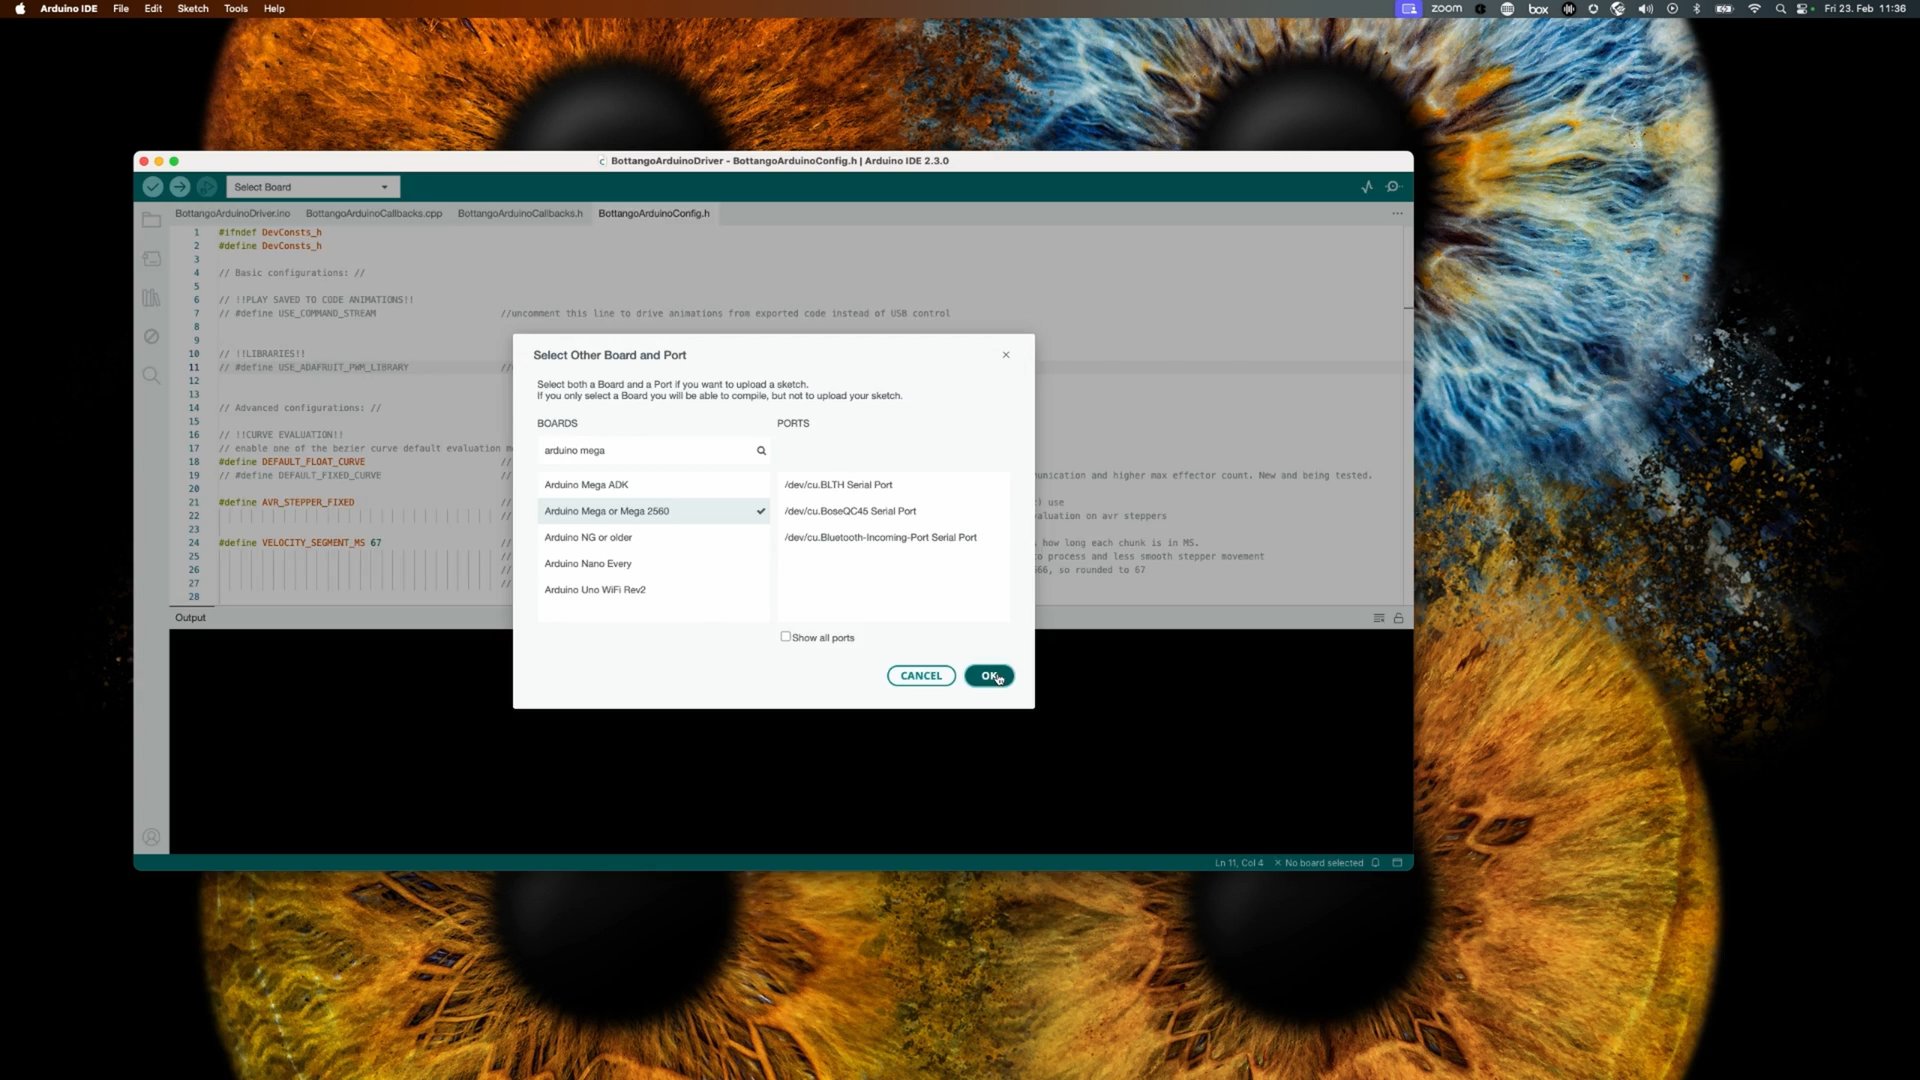 Arduino IDE File Edit Sketch Tools Help
zoom box Fri 23. Feb 11:36
BottangoArduinoDriver - BottangoArduinoConfig.h | Arduino IDE 2.3.0
Select Board
BottangoArduinoDriver.ino BottangoArduinoCallbacks.cpp BottangoArduinoCallbacks.h BottangoArduinoConfig.h
1 #ifndef DevConsts_h
2 #define DevConsts_h
3
4 // Basic configurations: //
5
6 // !!PLAY SAVED TO CODE ANIMATIONS!!
7 // #define USE_COMMAND_STREAM //uncomment this line to drive animations from exported code instead of USB control
8
9
10 // !!LIBRARIES!!
11 // #define USE_ADAFRUIT_PWM_LIBRARY //
12
13
14 // Advanced configurations: //
15
16 // !!CURVE EVALUATION!!
17 // enable one of the bezier curve default evaluation m
18 #define DEFAULT_FLOAT_CURVE //
19 // #define DEFAULT_FIXED_CURVE // munication and higher max effector count. New and being tested.
20
21 #define AVR_STEPPER_FIXED // ) use
22 // aluation on avr steppers
23
24 #define VELOCITY_SEGMENT_MS 67 // how long each chunk is in MS.
25 // o process and less smooth stepper movement
26 // 66, so rounded to 67
27 //
28
Select Other Board and Port
Select both a Board and a Port if you want to upload a sketch.
If you only select a Board you will be able to compile, but not to upload your sketch.
BOARDS
arduino mega
Arduino Mega ADK
Arduino Mega or Mega 2560
Arduino NG or older
Arduino Nano Every
Arduino Uno WiFi Rev2
PORTS
/dev/cu.BLTH Serial Port
/dev/cu.BoseQC45 Serial Port
/dev/cu.Bluetooth-Incoming-Port Serial Port
Show all ports
CANCEL OK
Output
Ln 11, Col 4 × No board selected